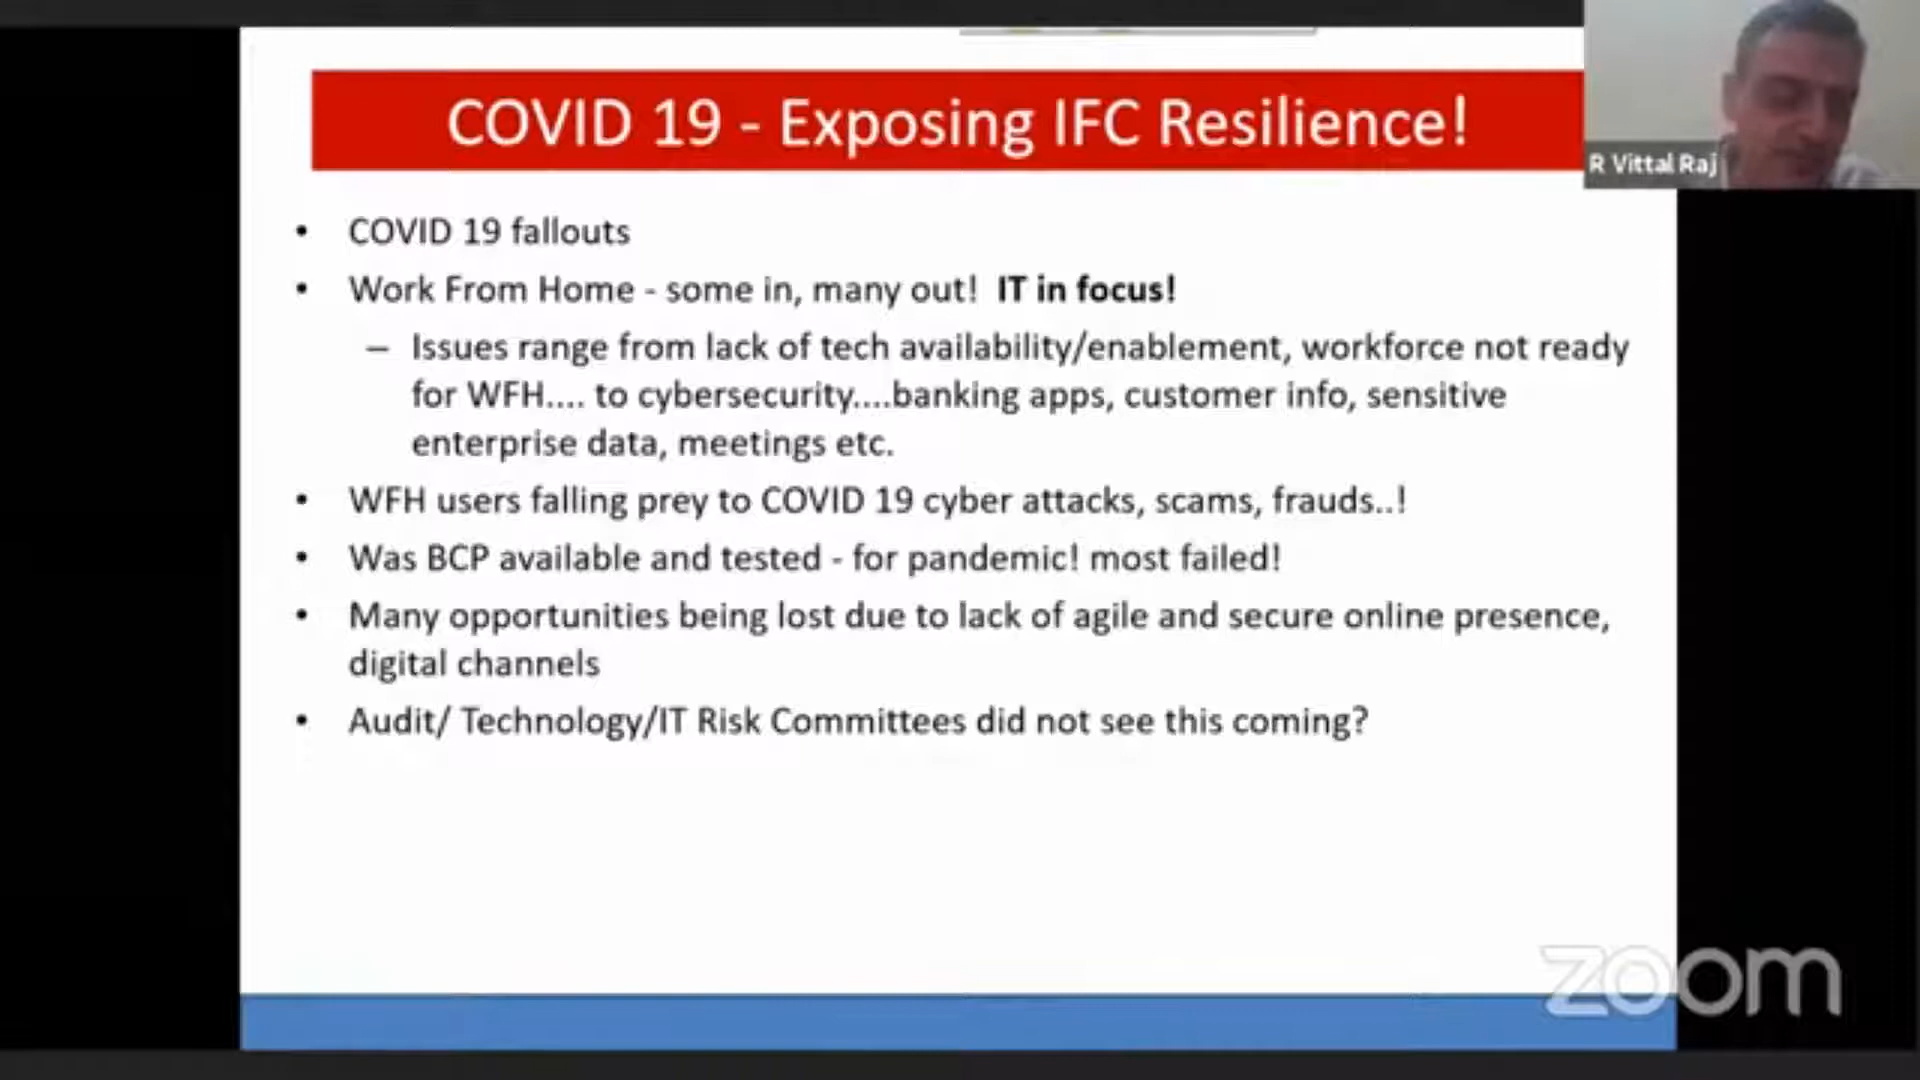 COVID 19 - Exposing IFC Resilience!
R Vittal Raj
• COVID 19 fallouts
• Work From Home - some in, many out! IT in focus!
– Issues range from lack of tech availability/enablement, workforce not ready
for WFH.... to cybersecurity....banking apps, customer info, sensitive
enterprise data, meetings etc.
• WFH users falling prey to COVID 19 cyber attacks, scams, frauds..!
• Was BCP available and tested - for pandemic! most failed!
• Many opportunities being lost due to lack of agile and secure online presence,
digital channels
• Audit/ Technology/IT Risk Committees did not see this coming?
zoom